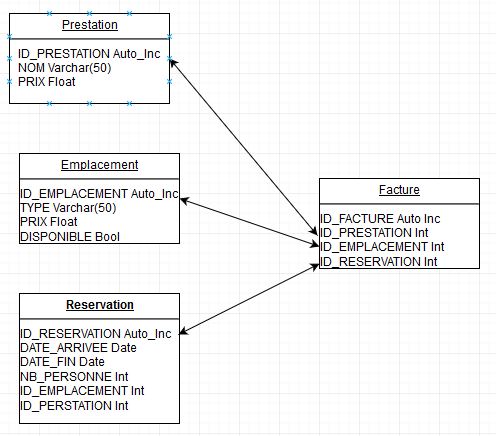 Prestation
ID_PRESTATION Auto_Inc
NOM Varchar(50)
PRIX Float
Emplacement
ID_EMPLACEMENT Auto_Inc
TYPE Varchar(50)
PRIX Float
DISPONIBLE Bool
Facture
ID_FACTURE Auto Inc
ID_PRESTATION Int
ID_EMPLACEMENT Int
ID_RESERVATION Int
Reservation
ID_RESERVATION Auto_Inc
DATE_ARRIVEE Date
DATE_FIN Date
NB_PERSONNE Int
ID_EMPLACEMENT Int
ID_PERSTATION Int